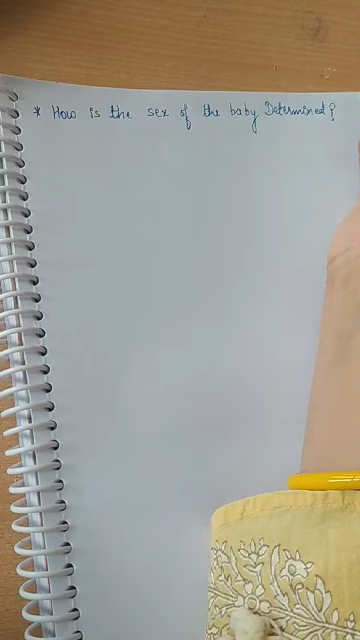 * How is the sex of the baby Determined?